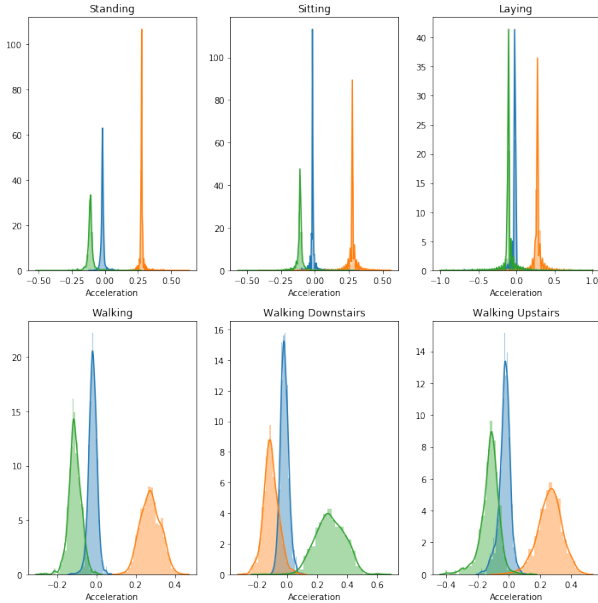 Standing
100
80
60
40
20
0
−0.50 −0.25 0.00 0.25 0.50
Acceleration
Sitting
100
80
60
40
20
0
−0.50 −0.25 0.00 0.25 0.50
Acceleration
Laying
40
35
30
25
20
15
10
5
0
−1.0 −0.5 0.0 0.5 1.0
Acceleration
Walking
20
15
10
5
0
−0.2 0.0 0.2 0.4
Acceleration
Walking Downstairs
16
14
12
10
8
6
4
2
0
−0.2 0.0 0.2 0.4 0.6
Acceleration
Walking Upstairs
14
12
10
8
6
4
2
0
−0.4 −0.2 0.0 0.2 0.4
Acceleration